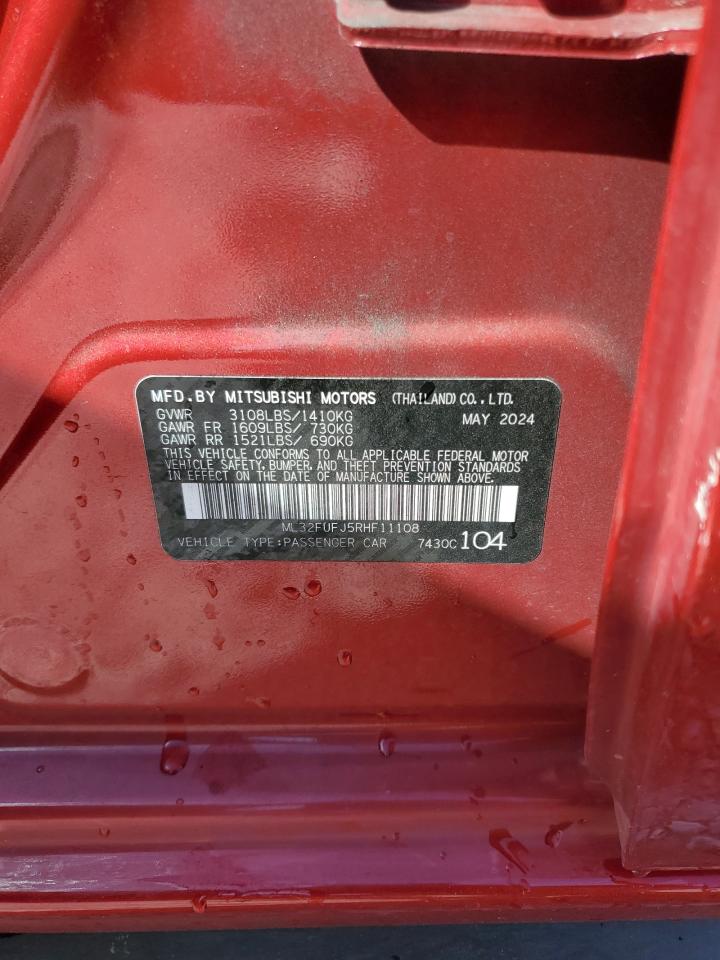 MFD.BY MITSUBISHI MOTORS (THAILAND) CO., LTD.
GVWR 3108LBS/1410KG MAY 2024
GAWR FR 1609LBS/ 730KG
GAWR RR 1521LBS/ 690KG
THIS VEHICLE CONFORMS TO ALL APPLICABLE FEDERAL MOTOR
VEHICLE SAFETY, BUMPER, AND THEFT PREVENTION STANDARDS
IN EFFECT ON THE DATE OF MANUFACTURE SHOWN ABOVE.
ML32FUFJ5RHF11108
VEHICLE TYPE:PASSENGER CAR 7430C 104